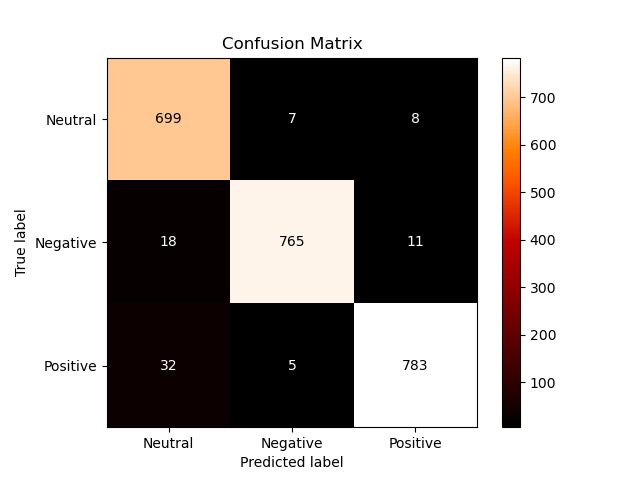 Confusion Matrix
True label
Neutral 699 7 8
Negative 18 765 11
Positive 32 5 783
Neutral Negative Positive
Predicted label
700
600
500
400
300
200
100